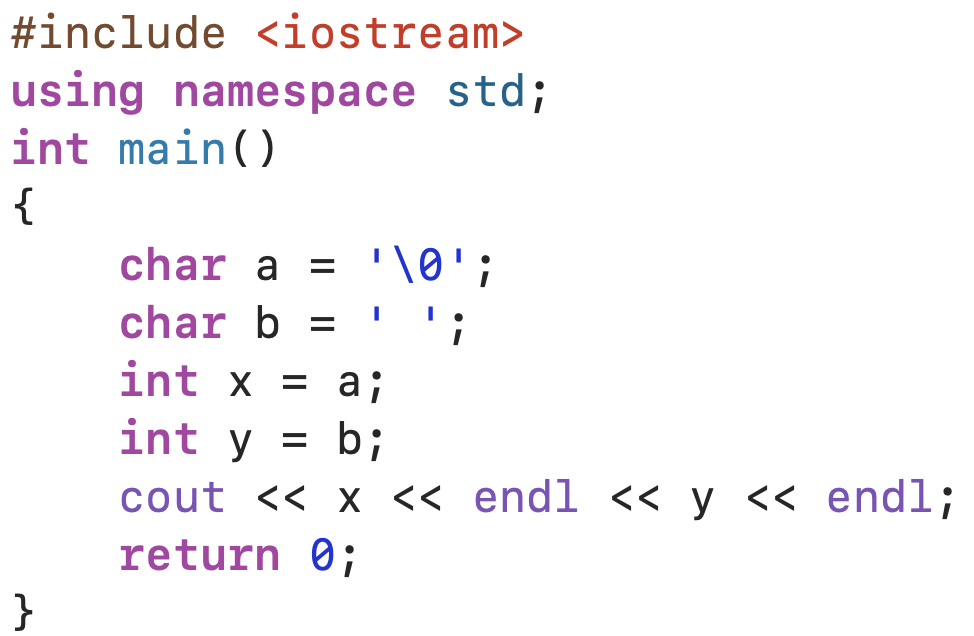 #include <iostream>
using namespace std;
int main()
{
    char a = '\0';
    char b = ' ';
    int x = a;
    int y = b;
    cout << x << endl << y << endl;
    return 0;
}